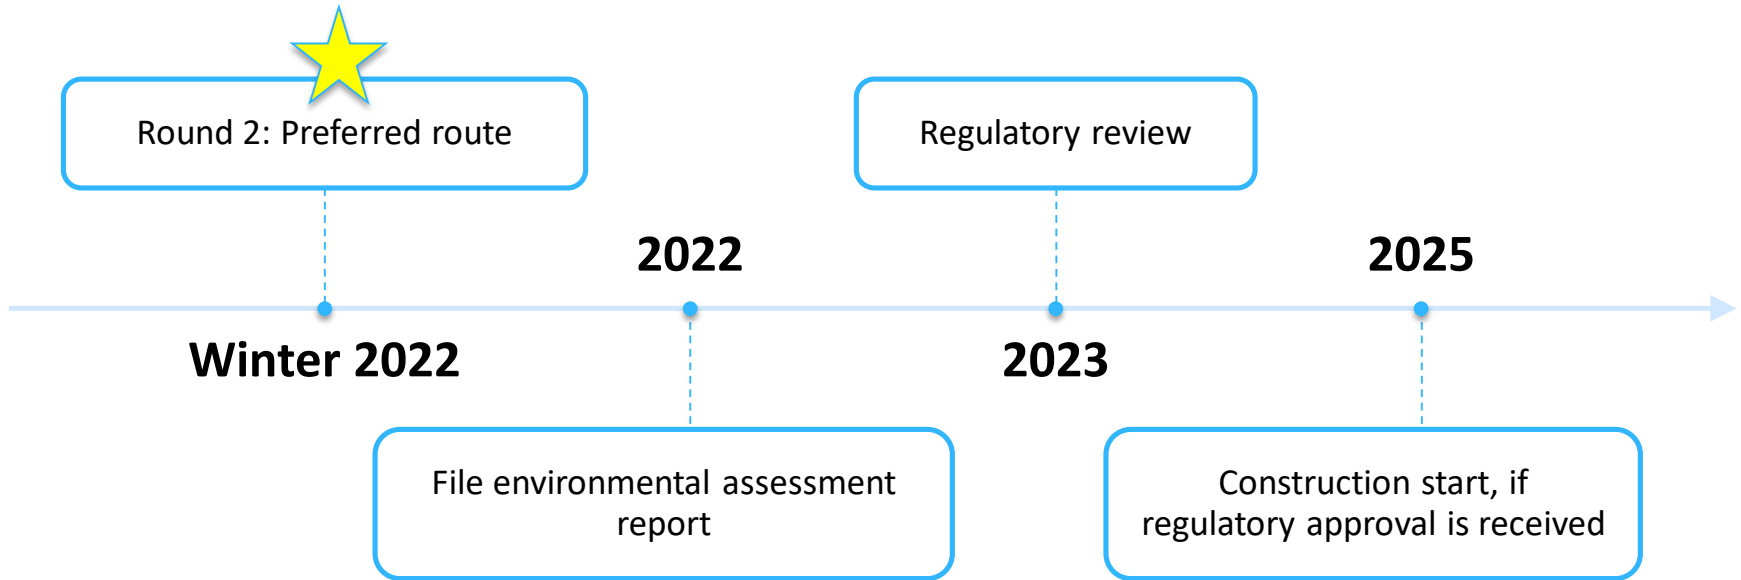 Round 2: Preferred route
Regulatory review
2022
2025
Winter 2022
2023
File environmental assessment
report
Construction start, if
regulatory approval is received